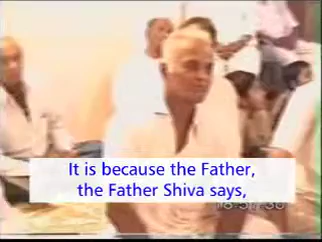 It is because the Father,
the Father Shiva says,